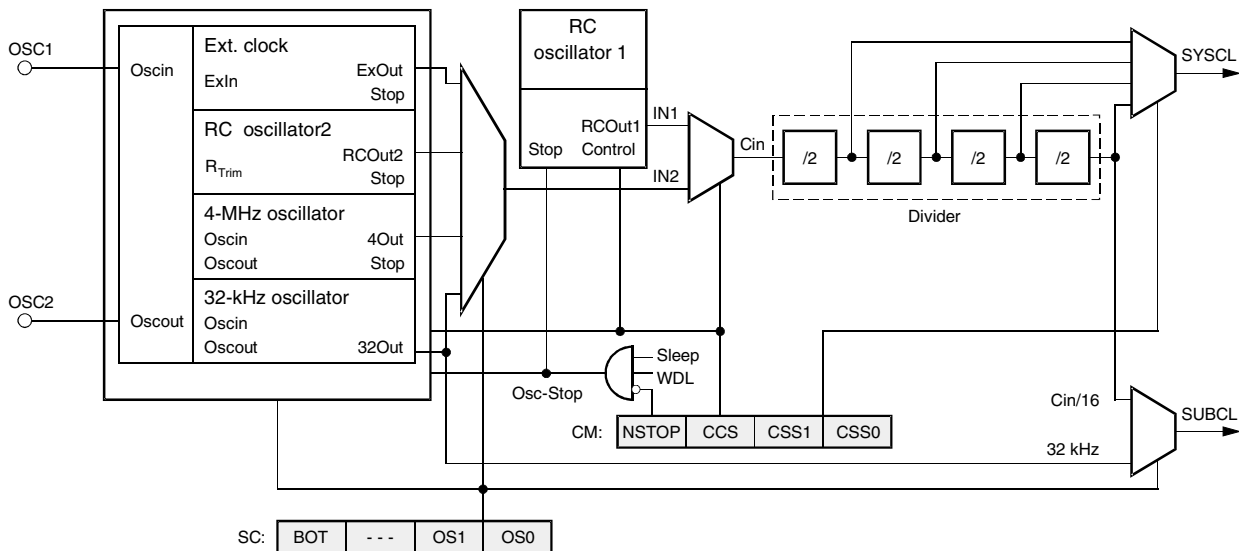 OSC1
Oscin
Ext. clock
ExIn
ExOut
Stop
RC oscillator2
RTrim
RCOut2
Stop
4-MHz oscillator
Oscin
4Out
Oscout
Stop
OSC2
Oscout
32-kHz oscillator
Oscin
Oscout
32Out
RC
oscillator 1
RCOut1
Stop
Control
IN1
IN2
Cin
/2
/2
/2
/2
Divider
SYSCL
Sleep
WDL
Osc-Stop
CM:
NSTOP
CCS
CSS1
CSS0
Cin/16
32 kHz
SUBCL
SC:
BOT
- - -
OS1
OS0